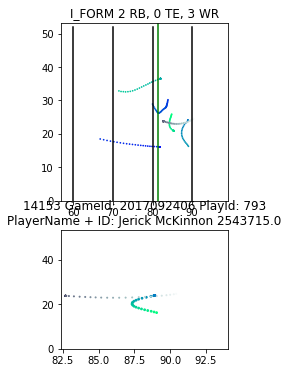 I_FORM 2 RB, 0 TE, 3 WR
50
40
30
20
10
0
60 70 80 90
14153 GameId: 2017092406 PlayId: 793
PlayerName + ID: Jerick McKinnon 2543715.0
40
20
0
82.5 85.0 87.5 90.0 92.5